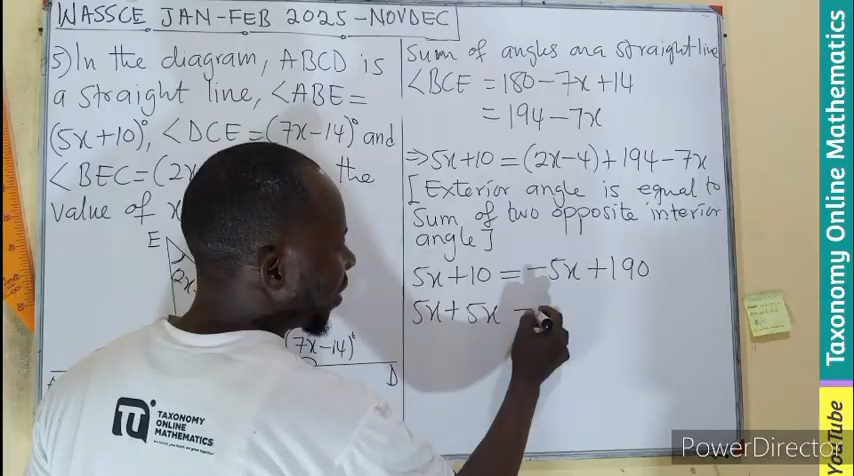 WASSCE JAN-FEB 2025-NOVDEC
5) In the diagram, ABCD is
a straight line, <ABE=
(5x+10)°, <DCE=(7x-14)° and
<BEC=(2x the
value of x
E
2x
(7x-14)°
D
Sum of angles on a straight line
<BCE = 180-7x+14
= 194-7x
⇒5x+10 = (2x-4)+194-7x
[Exterior angle is equal to
Sum of two opposite interior
angle]
5x+10 = -5x+190
5x+5x =
TU TAXONOMY
ONLINE
MATHEMATICS
PowerDirector
Taxonomy Online Mathematics
YouTube